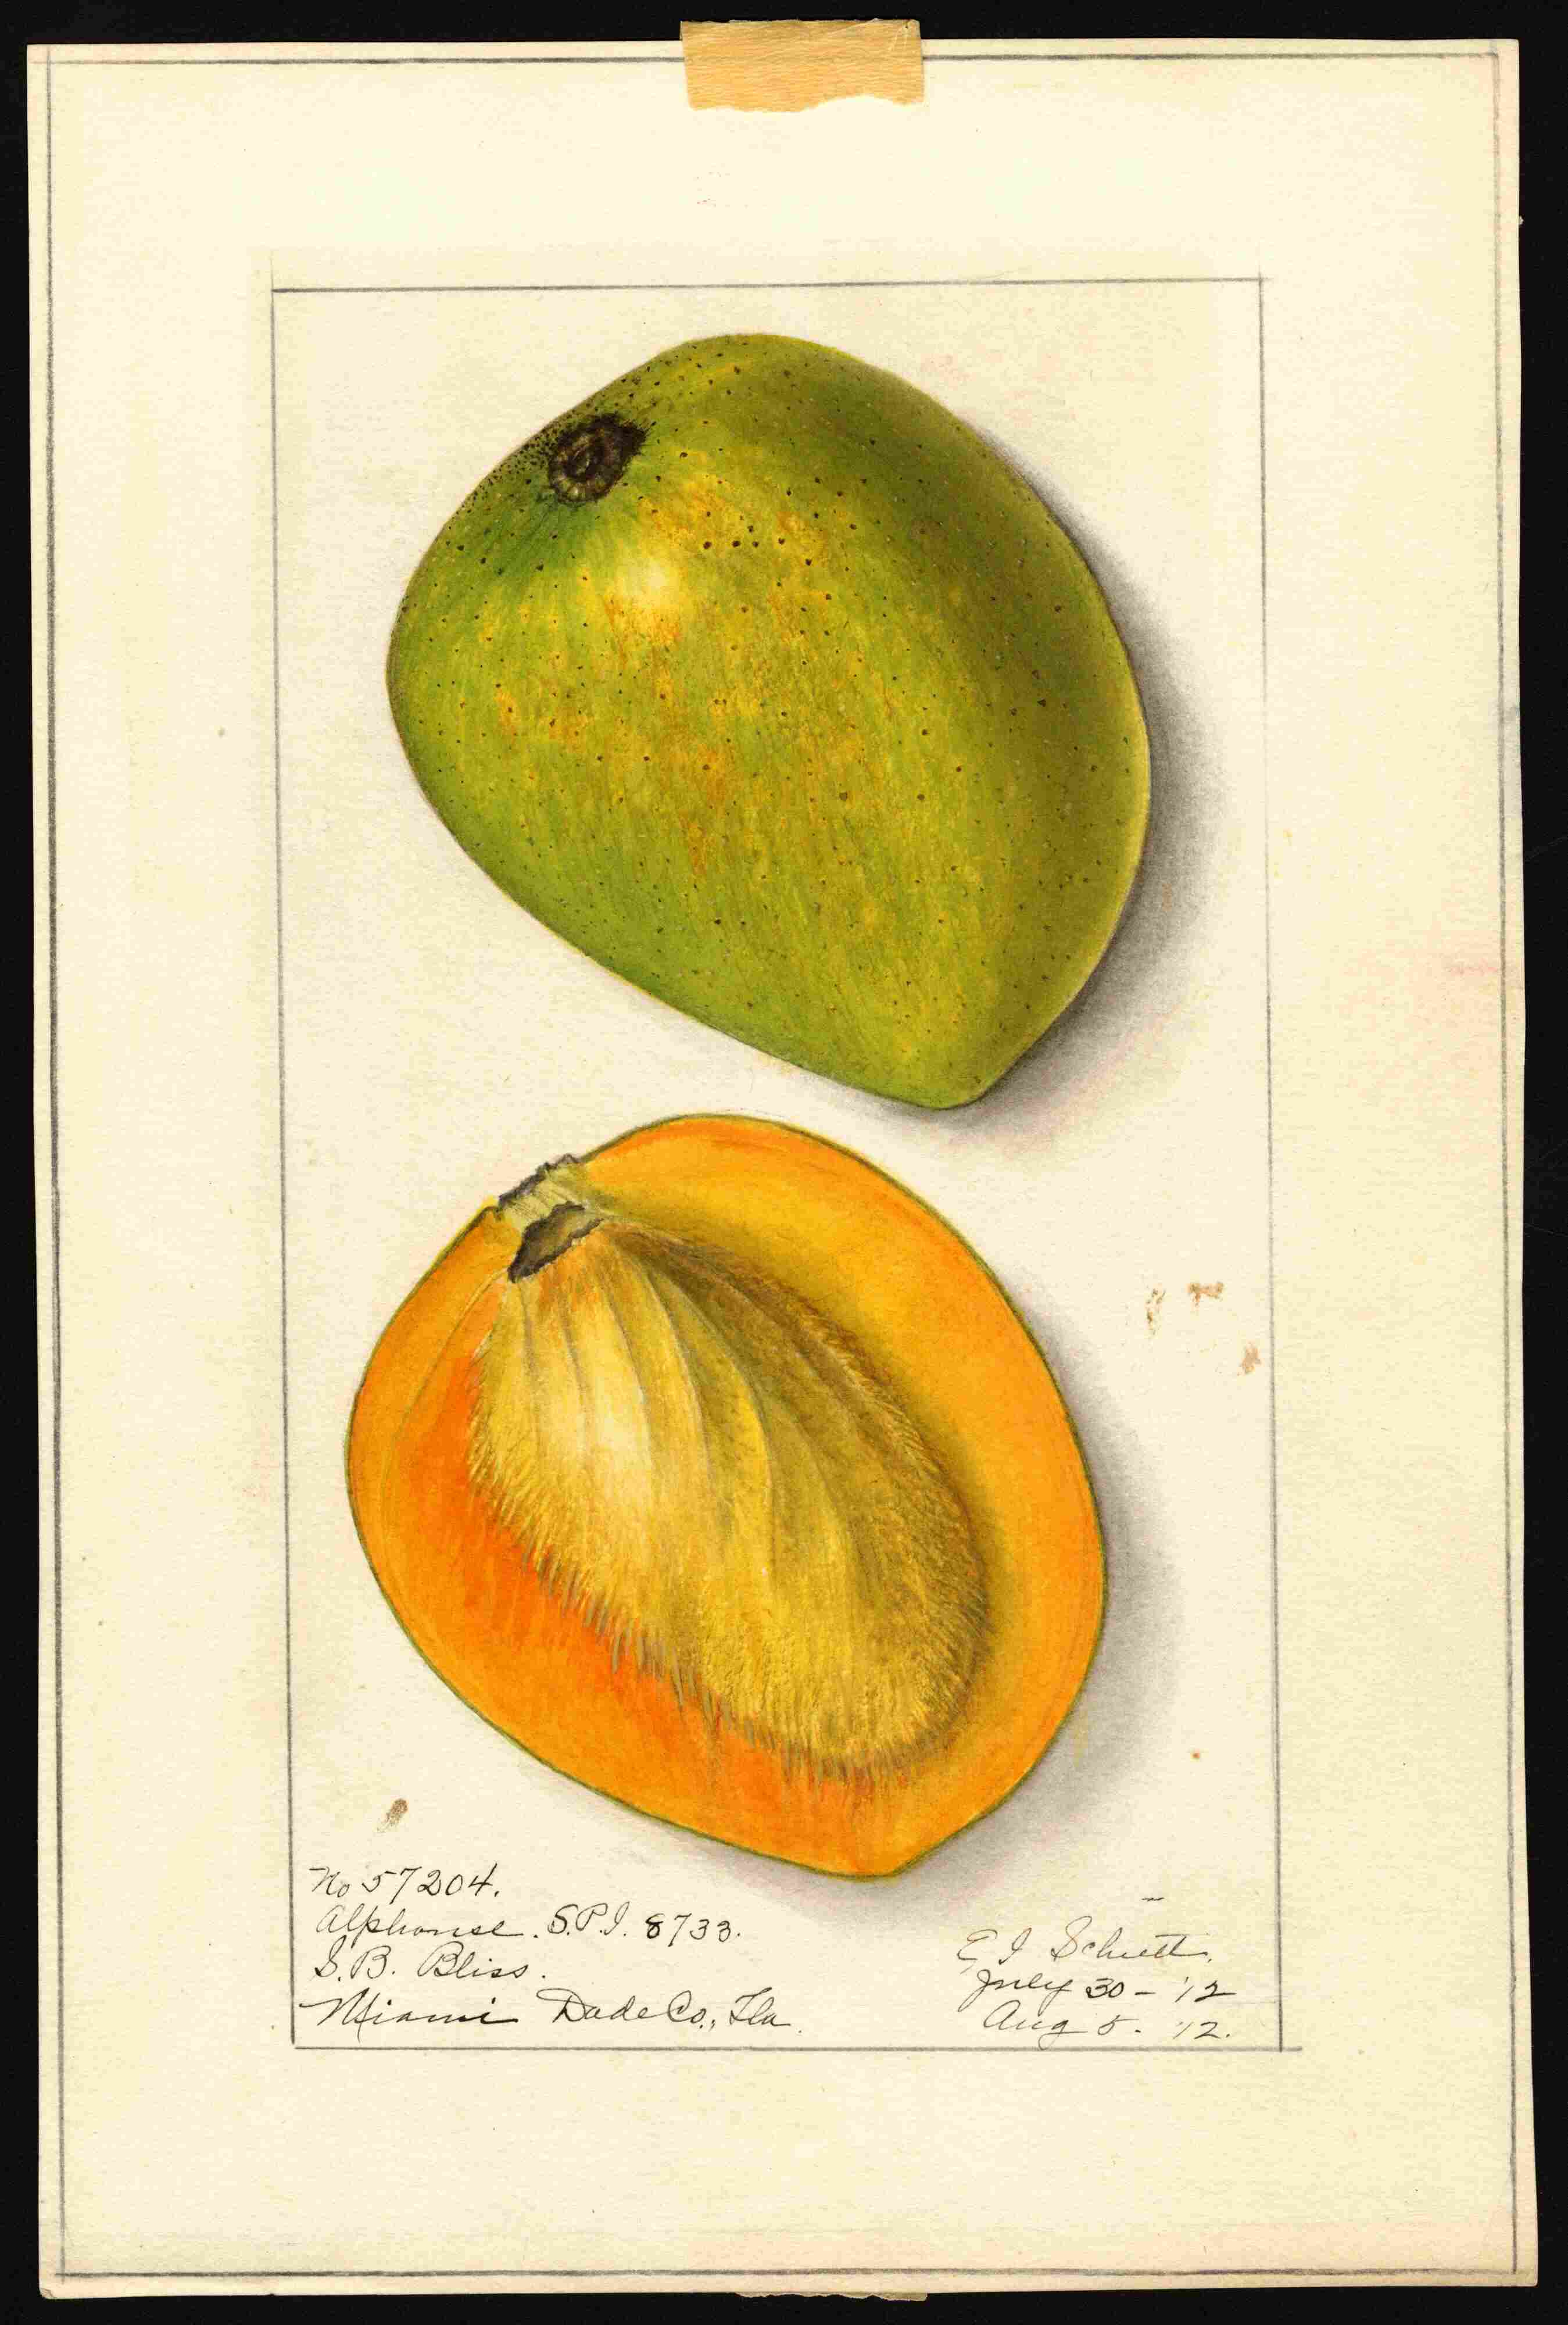 No 57204.
Alphonse. S.P.I. 8733.
S.B. Bliss.
Miami Dade Co., Fla.
E I Schutt.
July 30 - '12
Aug 5. '12.